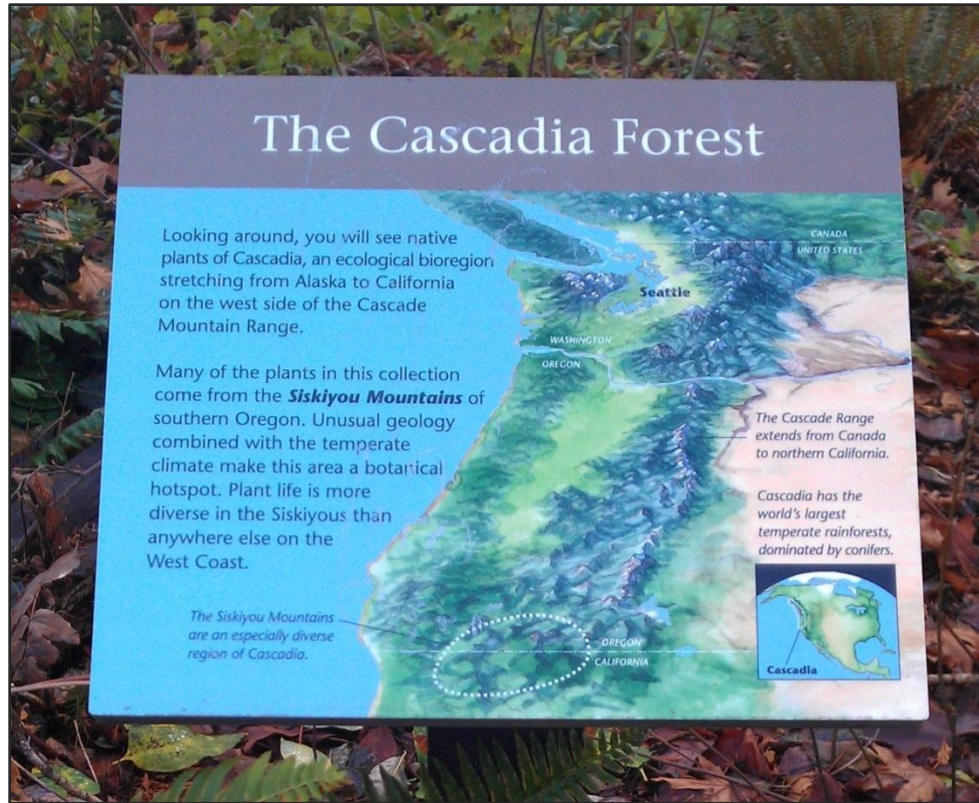 The Cascadia Forest
Looking around, you will see native
plants of Cascadia, an ecological bioregion
stretching from Alaska to California
on the west side of the Cascade
Mountain Range.
Many of the plants in this collection
come from the Siskiyou Mountains of
southern Oregon. Unusual geology
combined with the temperate
climate make this area a botanical
hotspot. Plant life is more
diverse in the Siskiyous than
anywhere else on the
West Coast.
The Siskiyou Mountains
are an especially diverse
region of Cascadia.
CANADA
UNITED STATES
Seattle
WASHINGTON
OREGON
The Cascade Range
extends from Canada
to northern California.
Cascadia has the
world's largest
temperate rainforests,
dominated by conifers.
OREGON
CALIFORNIA
Cascadia